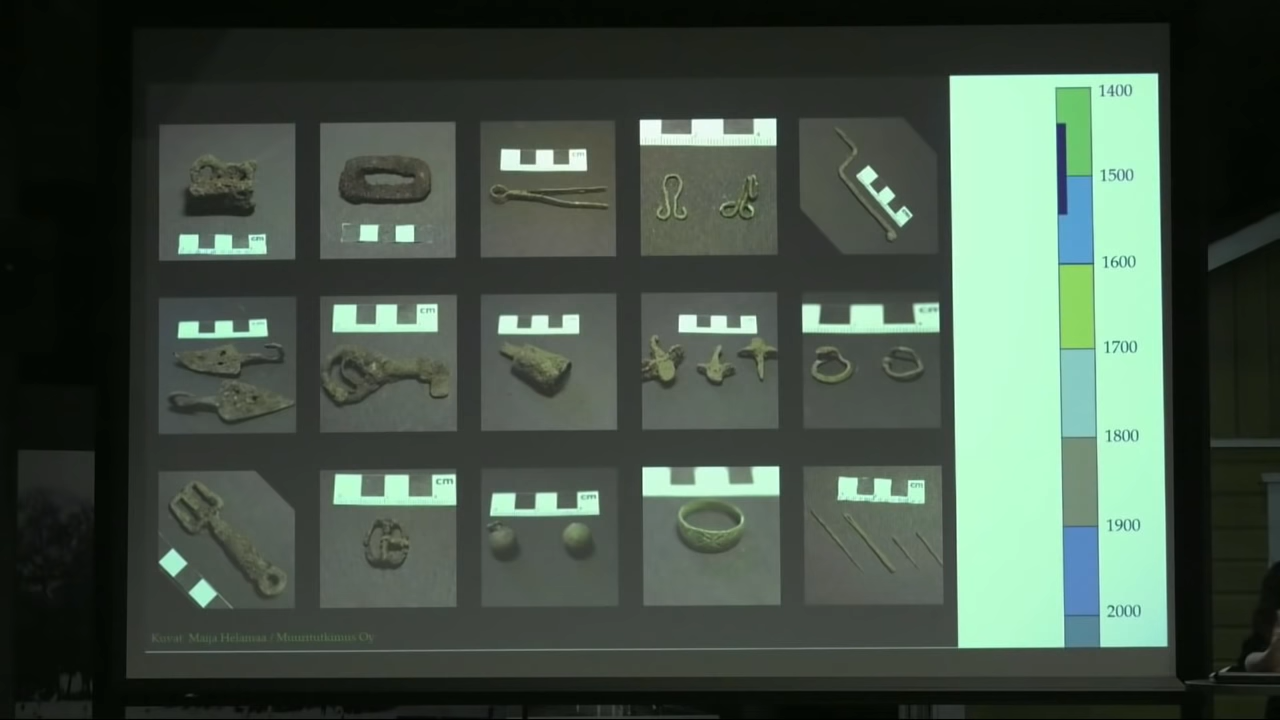 1400
1500
1600
1700
1800
1900
2000
cm
cm
cm
cm
cm
cm
cm
cm
Kuvat: Maija Helamaa / Muuritutkimus Oy